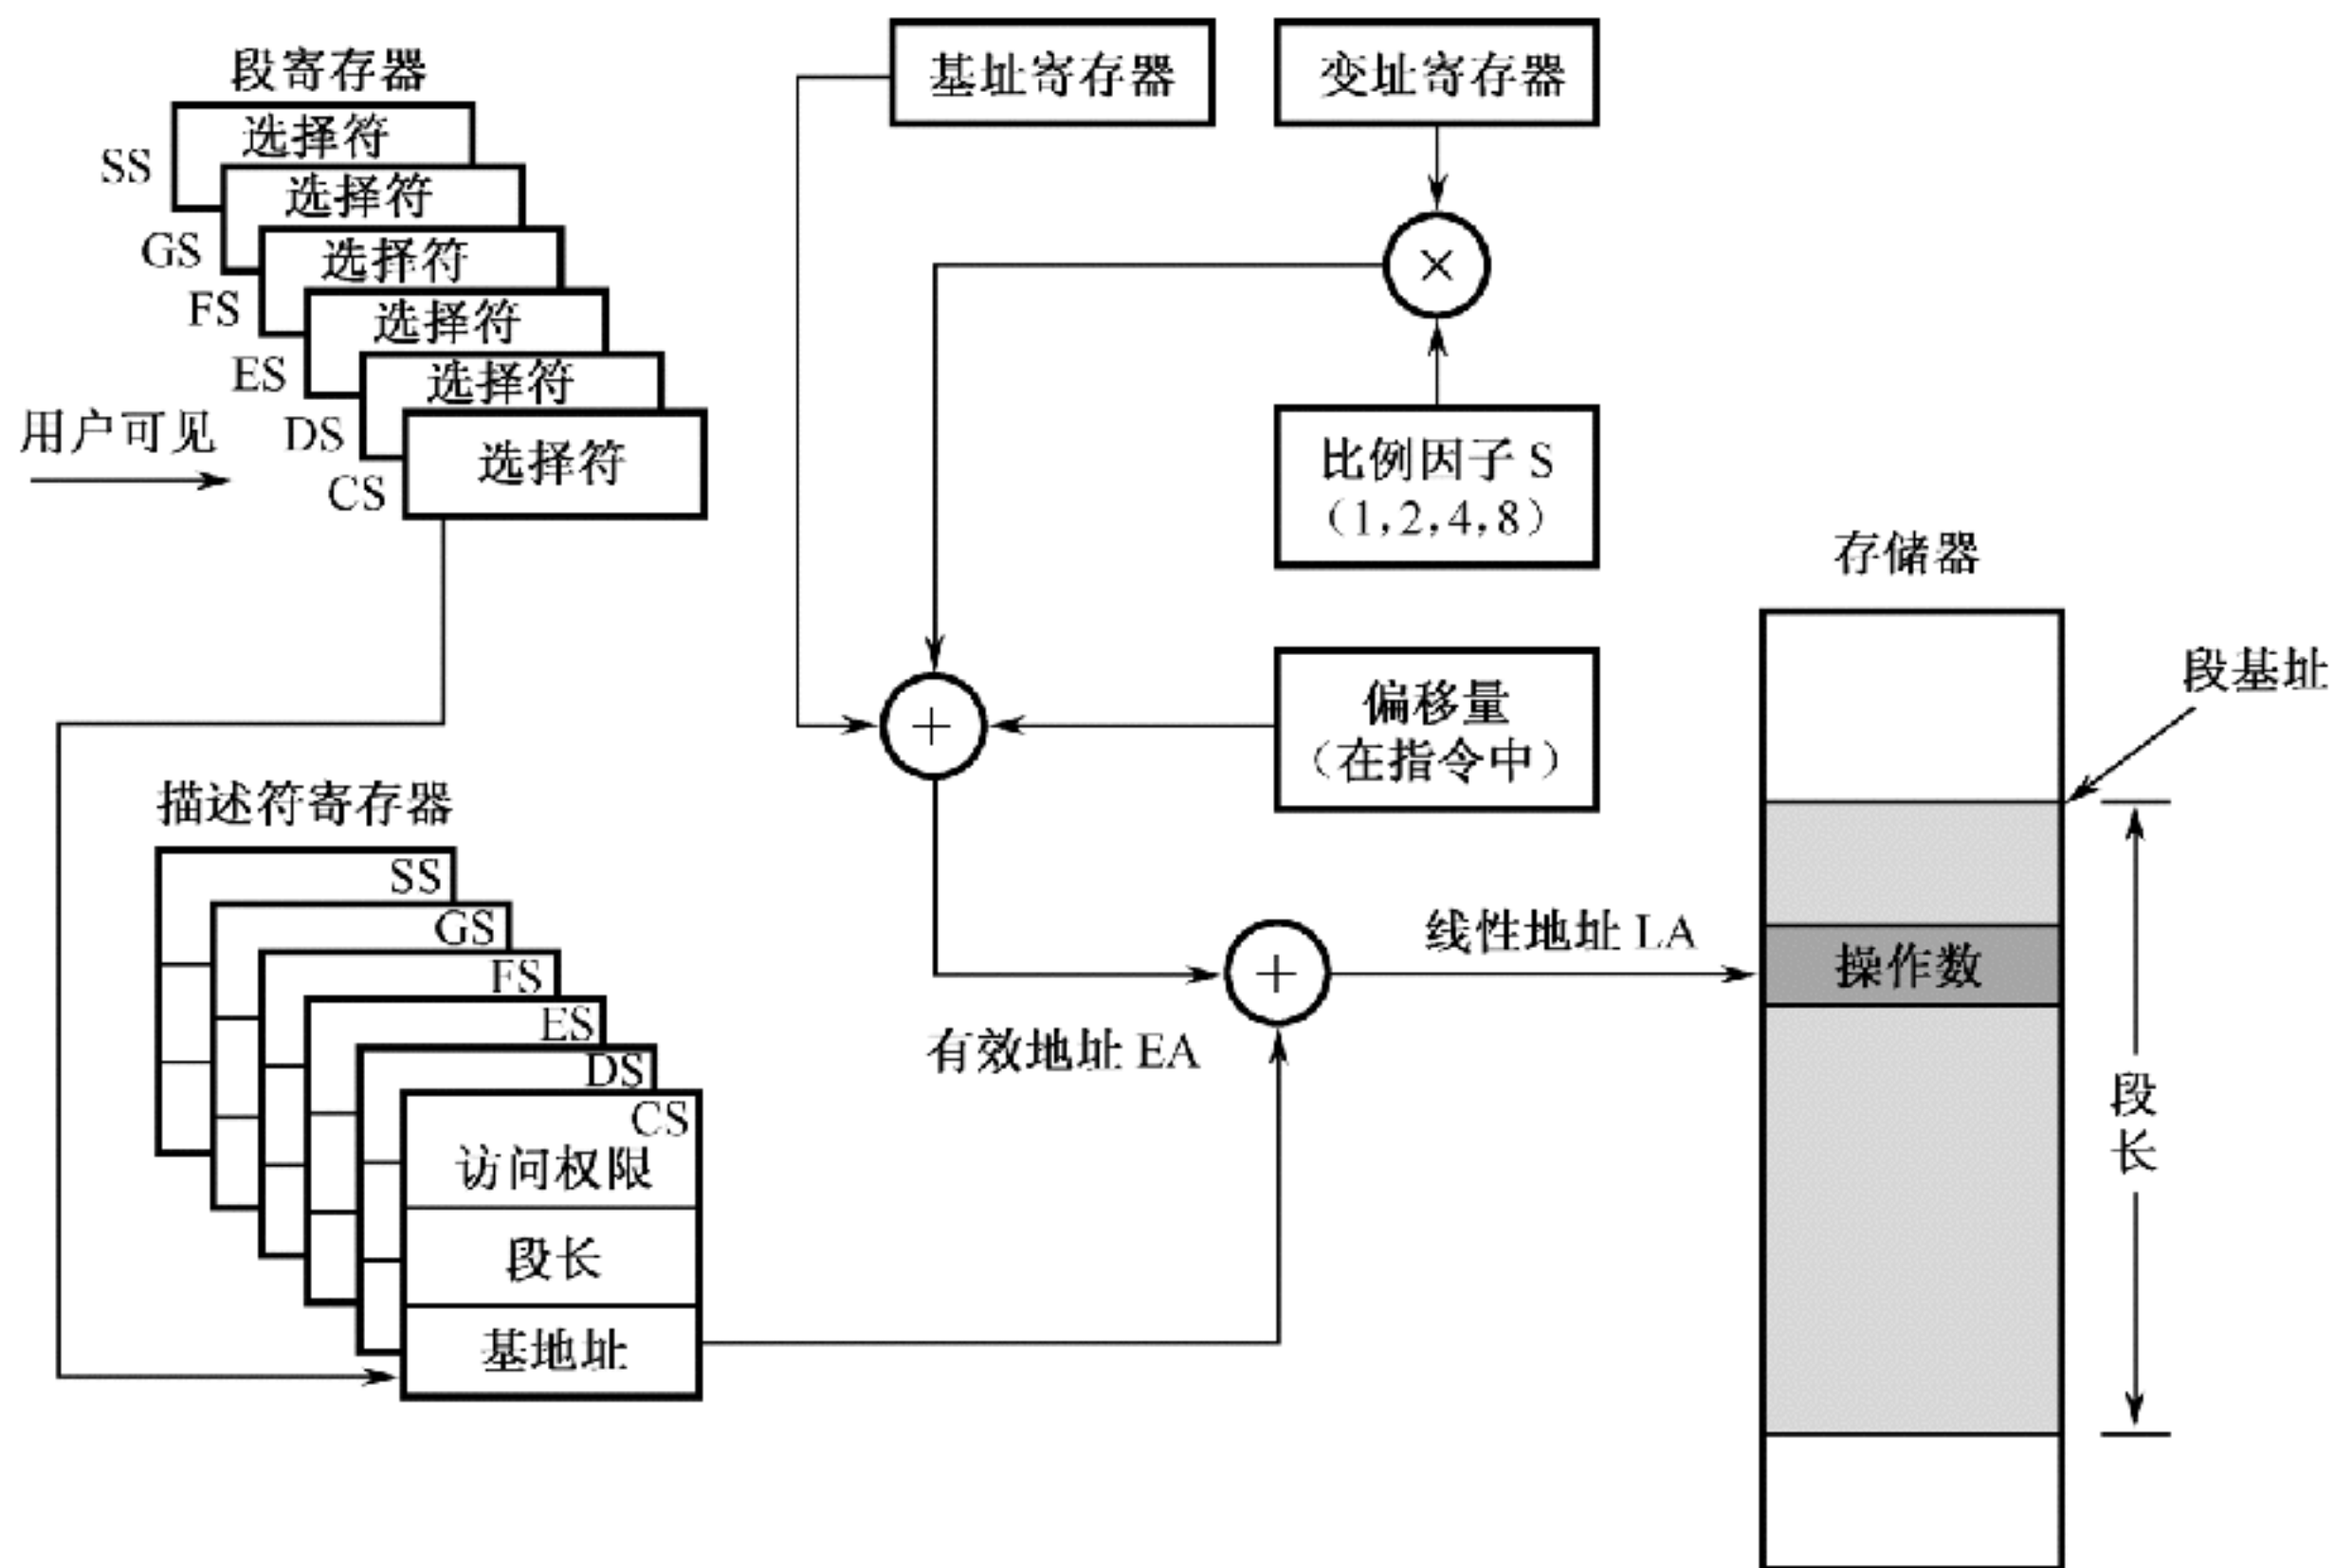 段寄存器
选择符
SS
选择符
GS
选择符
FS
选择符
ES
选择符
DS
选择符
CS
用户可见
基址寄存器
变址寄存器
×
比例因子 S
(1,2,4,8)
+
偏移量
(在指令中)
存储器
段基址
描述符寄存器
SS
GS
FS
ES
DS
CS
访问权限
段长
基地址
有效地址 EA
+
线性地址 LA
操作数
段长